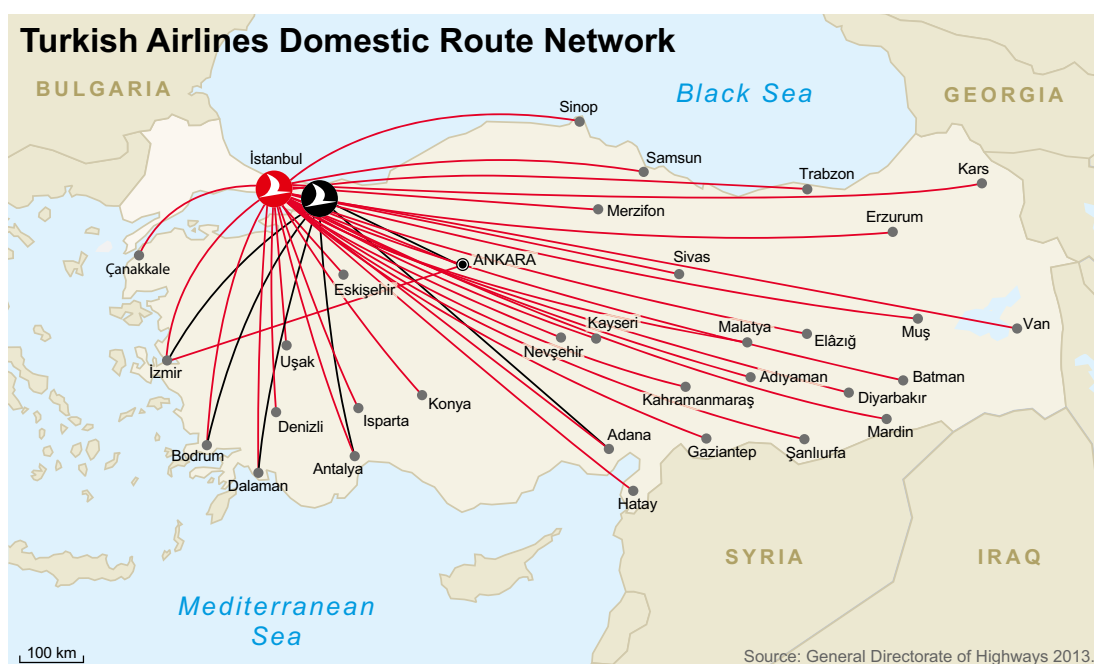 Turkish Airlines Domestic Route Network
BULGARIA
Black Sea
GEORGIA
Sinop
İstanbul
Samsun
Trabzon
Kars
Merzifon
Erzurum
Çanakkale
ANKARA
Sivas
Eskişehir
Kayseri
Malatya
Elâzığ
Muş
Van
Nevşehir
Uşak
İzmir
Adıyaman
Batman
Kahramanmaraş
Diyarbakır
Konya
Isparta
Denizli
Mardin
Adana
Gaziantep
Şanlıurfa
Bodrum
Antalya
Dalaman
Hatay
SYRIA
IRAQ
Mediterranean
Sea
100 km
Source: General Directorate of Highways 2013.